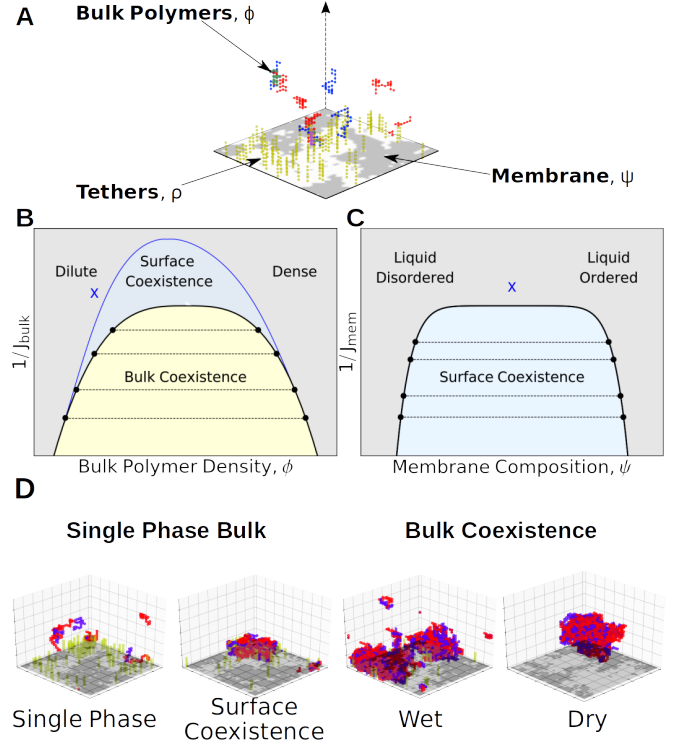 A
Bulk Polymers, ϕ
Tethers, ρ
Membrane, ψ
B
Dilute
Surface
Coexistence
Dense
x
Bulk Coexistence
1/J_bulk
Bulk Polymer Density, ϕ
C
Liquid
Disordered
Liquid
Ordered
x
Surface Coexistence
1/J_mem
Membrane Composition, ψ
D
Single Phase Bulk
Bulk Coexistence
Single Phase
Surface
Coexistence
Wet
Dry